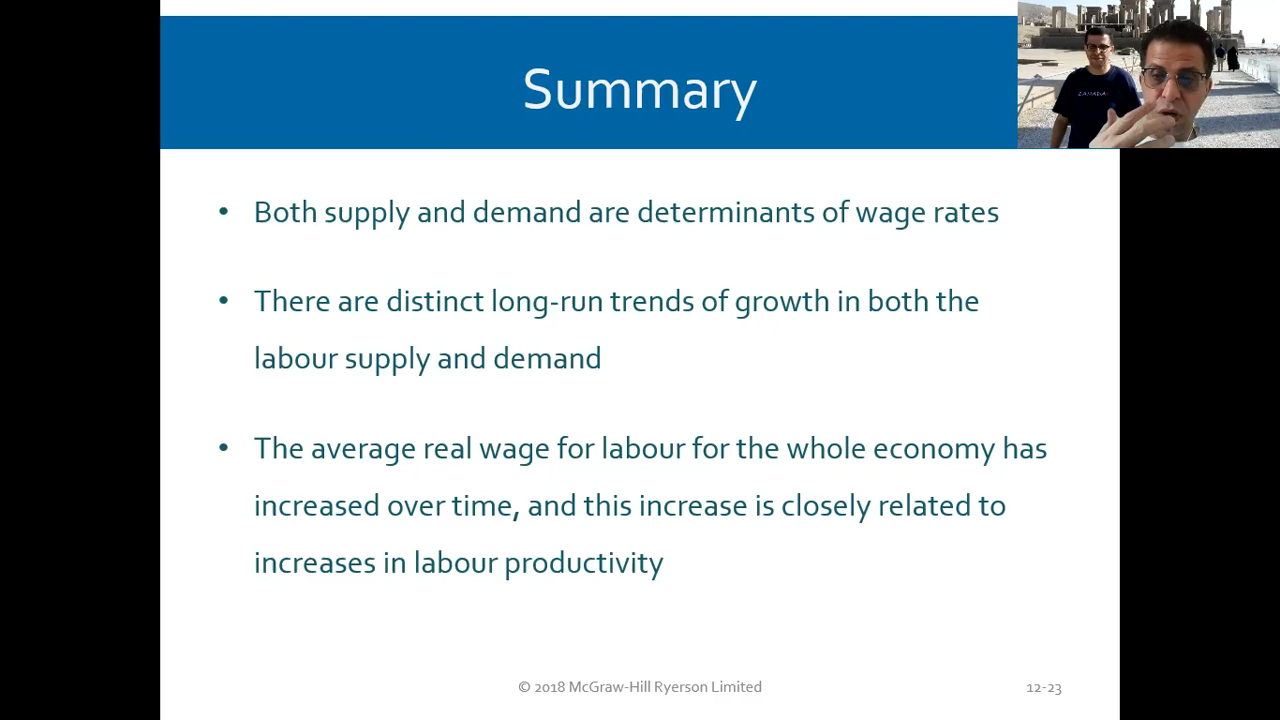 Summary
• Both supply and demand are determinants of wage rates
• There are distinct long-run trends of growth in both the
labour supply and demand
• The average real wage for labour for the whole economy has
increased over time, and this increase is closely related to
increases in labour productivity
© 2018 McGraw-Hill Ryerson Limited
12-23